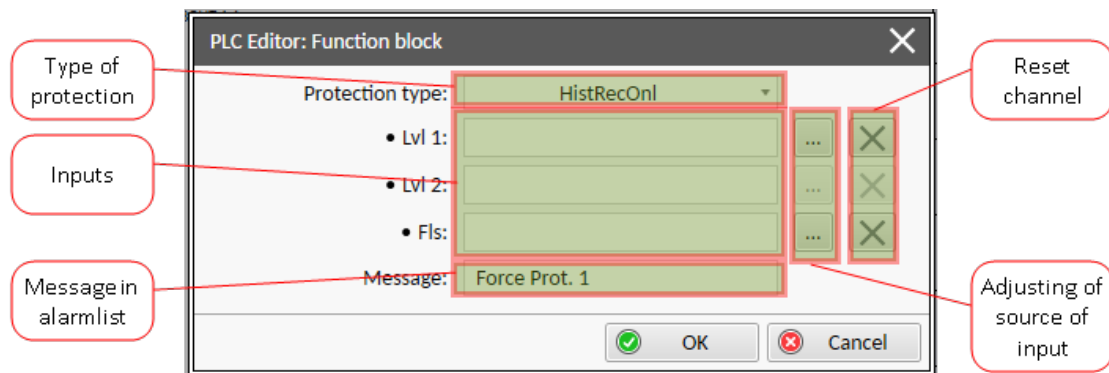 PLC Editor: Function block
Type of
protection
Protection type:
HistRecOnl
Reset
channel
• Lvl 1:
...
Inputs
• Lvl 2:
...
• Fls:
...
Message in
alarmlist
Message:
Force Prot. 1
Adjusting of
source of
input
OK
Cancel